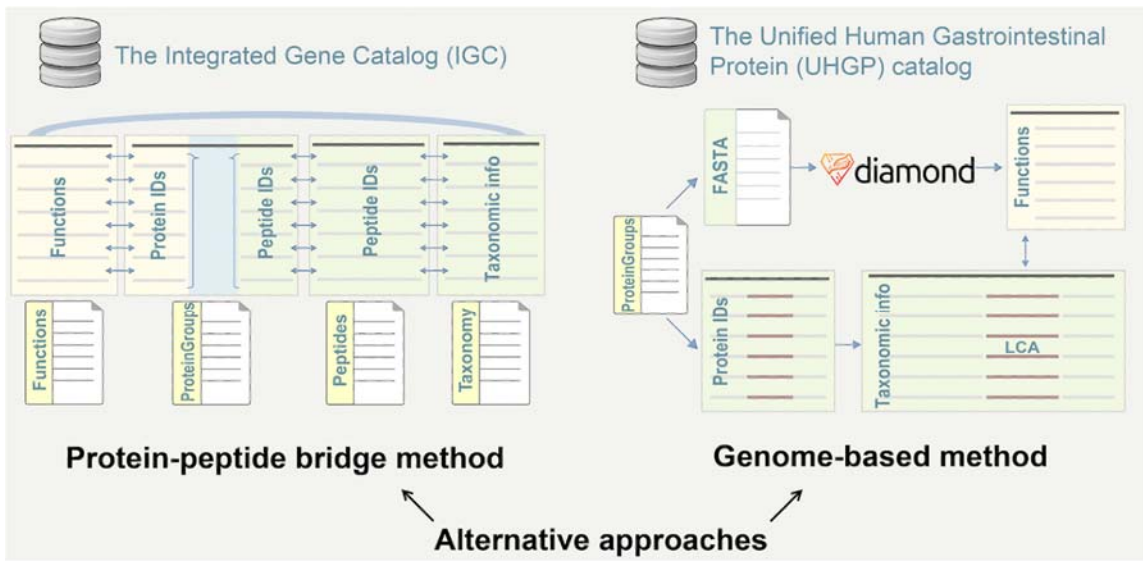 The Integrated Gene Catalog (IGC)
Functions
Protein IDs
Peptide IDs
Peptide IDs
Taxonomic info
Functions
ProteinGroups
Peptides
Taxonomy
Protein-peptide bridge method
The Unified Human Gastrointestinal
Protein (UHGP) catalog
FASTA
diamond
Functions
ProteinGroups
Protein IDs
Taxonomic info
LCA
Genome-based method
Alternative approaches